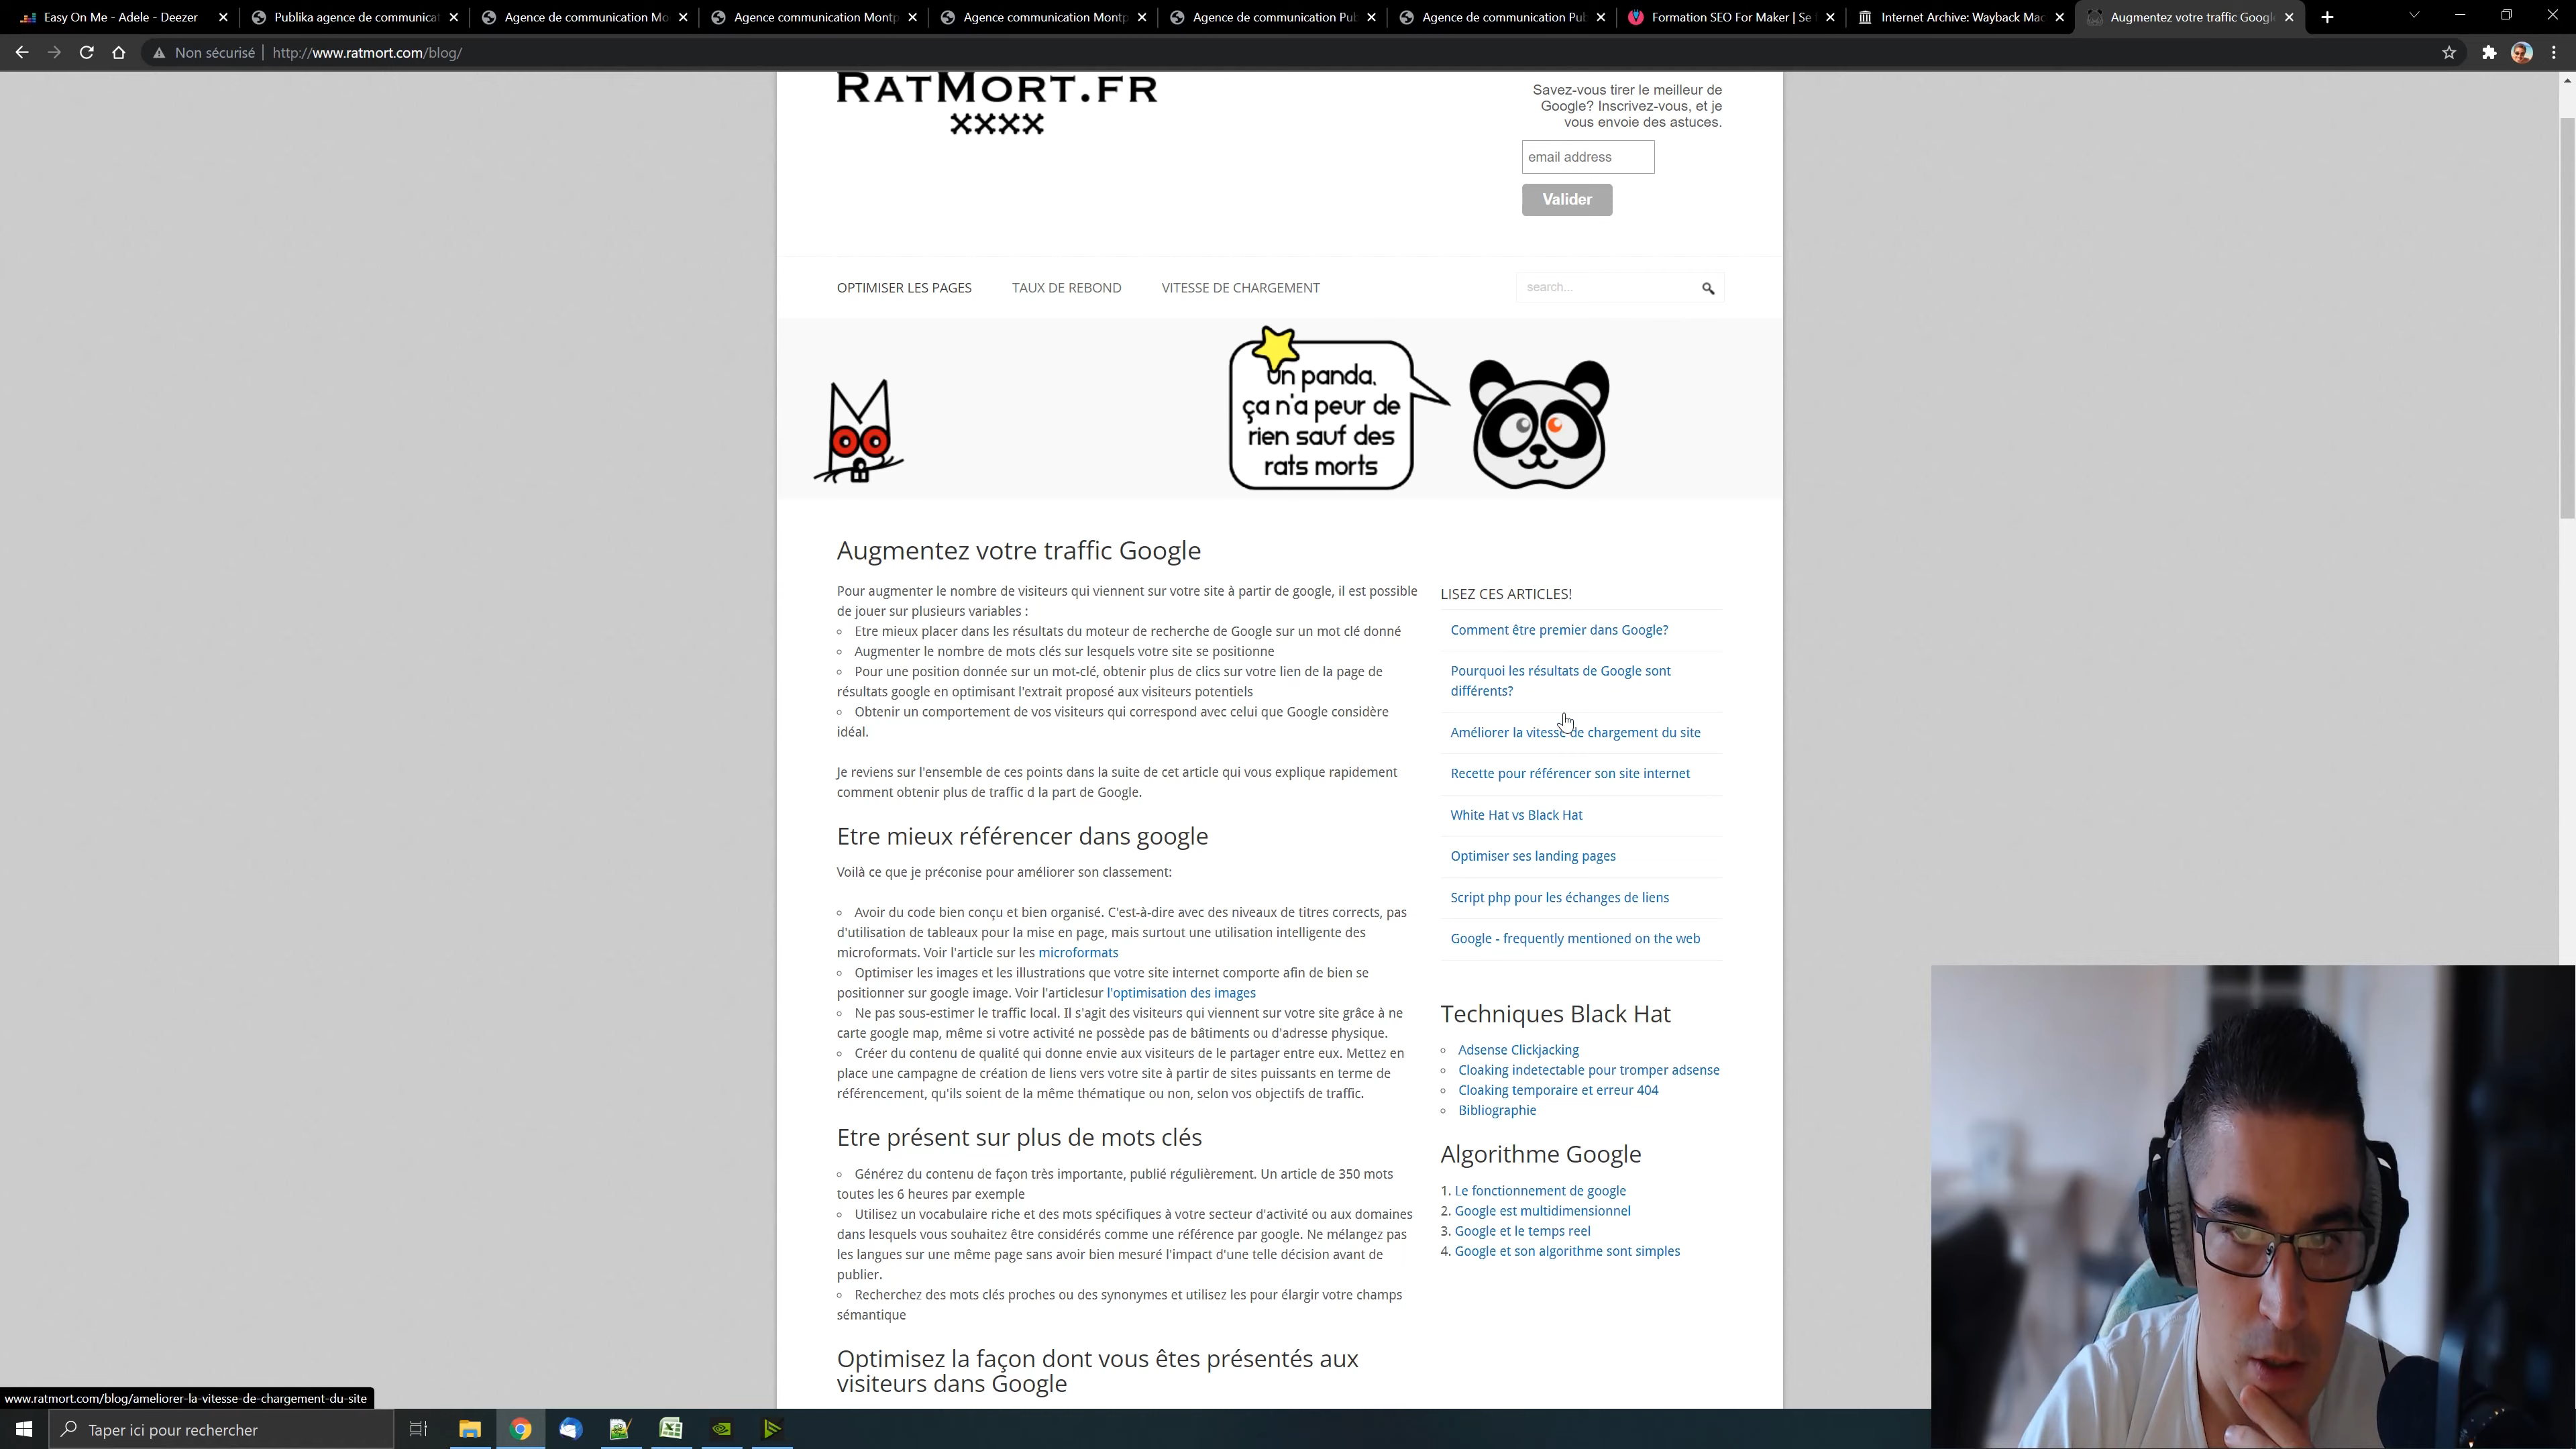 Easy On Me - Adele - Deezer
Publika agence de communicat
Agence de communication Mo
Agence communication Montp
Agence communication Montp
Agence de communication Pub
Agence de communication Pub
Formation SEO For Maker | Se
Internet Archive: Wayback Mac
Augmentez votre traffic Googl
Non sécurisé
http://www.ratmort.com/blog/
RATMORT.FR
Savez-vous tirer le meilleur de
Google? Inscrivez-vous, et je
vous envoie des astuces.
email address
Valider
OPTIMISER LES PAGES
TAUX DE REBOND
VITESSE DE CHARGEMENT
search...
Un panda,
ça n'a peur de
rien sauf des
rats morts
Augmentez votre traffic Google
Pour augmenter le nombre de visiteurs qui viennent sur votre site à partir de google, il est possible
de jouer sur plusieurs variables :
Etre mieux placer dans les résultats du moteur de recherche de Google sur un mot clé donné
Augmenter le nombre de mots clés sur lesquels votre site se positionne
Pour une position donnée sur un mot-clé, obtenir plus de clics sur votre lien de la page de
résultats google en optimisant l'extrait proposé aux visiteurs potentiels
Obtenir un comportement de vos visiteurs qui correspond avec celui que Google considère
idéal.
Je reviens sur l'ensemble de ces points dans la suite de cet article qui vous explique rapidement
comment obtenir plus de traffic d la part de Google.
Etre mieux référencer dans google
Voilà ce que je préconise pour améliorer son classement:
Avoir du code bien conçu et bien organisé. C'est-à-dire avec des niveaux de titres corrects, pas
d'utilisation de tableaux pour la mise en page, mais surtout une utilisation intelligente des
microformats. Voir l'article sur les microformats
Optimiser les images et les illustrations que votre site internet comporte afin de bien se
positionner sur google image. Voir l'articlesur l'optimisation des images
Ne pas sous-estimer le traffic local. Il s'agit des visiteurs qui viennent sur votre site grâce à ne
carte google map, même si votre activité ne possède pas de bâtiments ou d'adresse physique.
Créer du contenu de qualité qui donne envie aux visiteurs de le partager entre eux. Mettez en
place une campagne de création de liens vers votre site à partir de sites puissants en terme de
référencement, qu'ils soient de la même thématique ou non, selon vos objectifs de traffic.
Etre présent sur plus de mots clés
Générez du contenu de façon très importante, publié régulièrement. Un article de 350 mots
toutes les 6 heures par exemple
Utilisez un vocabulaire riche et des mots spécifiques à votre secteur d'activité ou aux domaines
dans lesquels vous souhaitez être considérés comme une référence par google. Ne mélangez pas
les langues sur une même page sans avoir bien mesuré l'impact d'une telle décision avant de
publier.
Recherchez des mots clés proches ou des synonymes et utilisez les pour élargir votre champs
sémantique
Optimisez la façon dont vous êtes présentés aux
visiteurs dans Google
LISEZ CES ARTICLES!
Comment être premier dans Google?
Pourquoi les résultats de Google sont
différents?
Améliorer la vitesse de chargement du site
Recette pour référencer son site internet
White Hat vs Black Hat
Optimiser ses landing pages
Script php pour les échanges de liens
Google - frequently mentioned on the web
Techniques Black Hat
Adsense Clickjacking
Cloaking indetectable pour tromper adsense
Cloaking temporaire et erreur 404
Bibliographie
Algorithme Google
1. Le fonctionnement de google
2. Google est multidimensionnel
3. Google et le temps reel
4. Google et son algorithme sont simples
www.ratmort.com/blog/ameliorer-la-vitesse-de-chargement-du-site
Taper ici pour rechercher